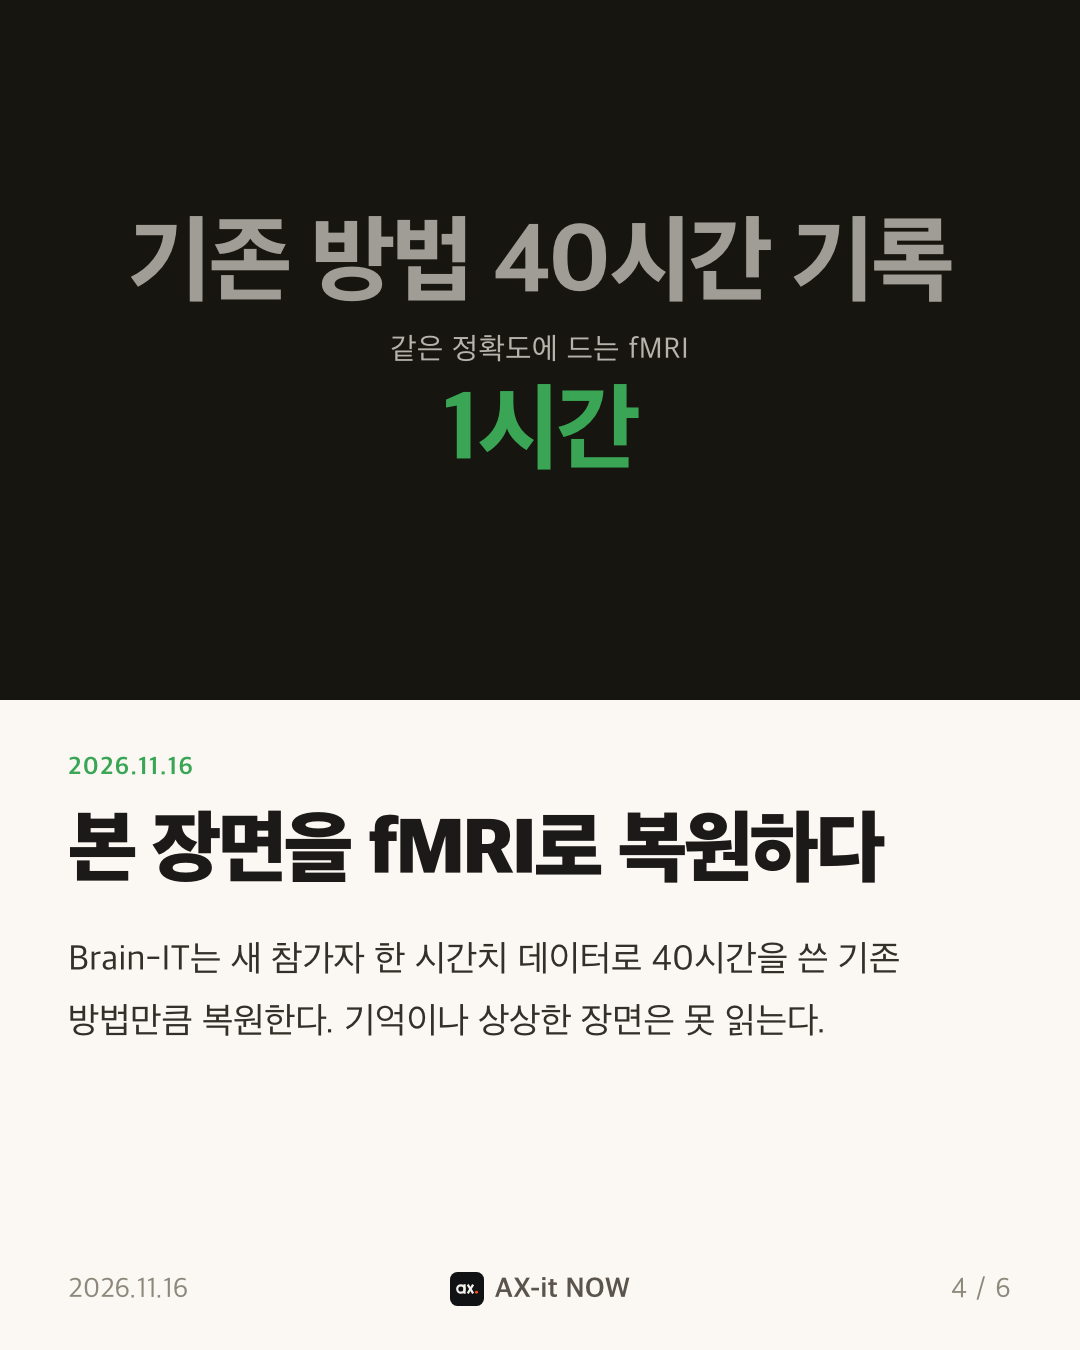 기존 방법 40시간 기록
같은 정확도에 드는 fMRI
1시간
2026.11.16
본 장면을 fMRI로 복원하다
Brain-IT는 새 참가자 한 시간치 데이터로 40시간을 쓴 기존
방법만큼 복원한다. 기억이나 상상한 장면은 못 읽는다.
2026.11.16
ax. AX-it NOW
4 / 6